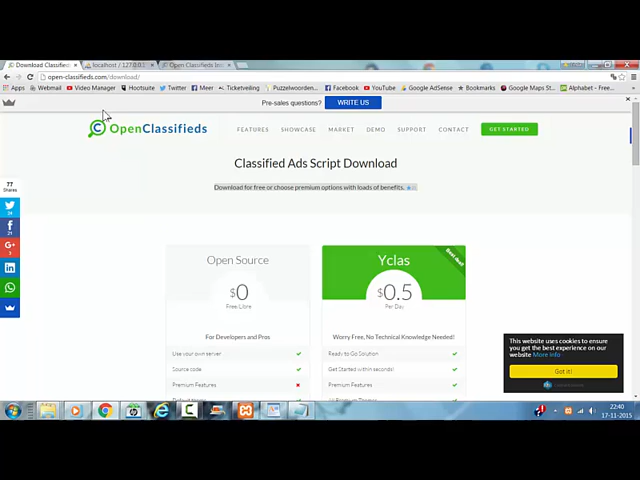 Download Classifieds
localhost / 127.0.0.1
Open Classifieds Ins
open-classifieds.com/download/
Apps Webmail Video Manager Hootsuite Twitter Meer Ticketveiling Puzzelwoorden... Facebook YouTube Google AdSense Bookmarks Google Maps St... Alphabet - Free...
Pre-sales questions? WRITE US
OpenClassifieds FEATURES SHOWCASE MARKET DEMO SUPPORT CONTACT GET STARTED
Classified Ads Script Download
77
Shares
Download for free or choose premium options with loads of benefits.
24
21
3
Open Source
$0
Free/Libre
For Developers and Pros
Use your own server
Source code
Premium Features
Yclas
Best deal!
$0.5
Per Day
Worry Free, No Technical Knowledge Needed!
Ready to Go Solution
Get Started within seconds!
Premium Features
This website uses cookies to ensure
you get the best experience on our
website More info
Got it!
22:40
17-11-2015